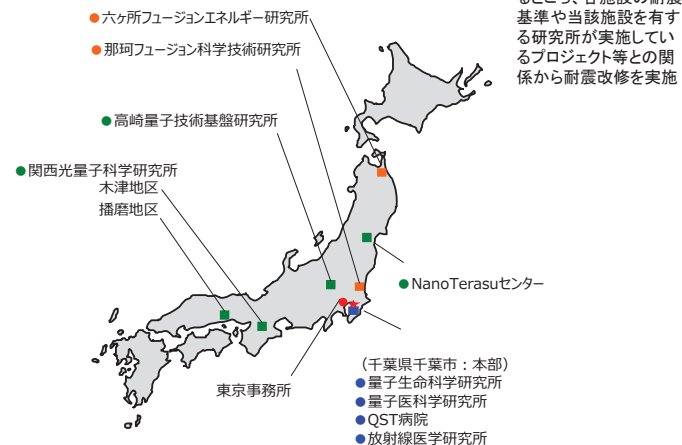 るところ、各施設の耐震
基準や当該施設を有す
る研究所が実施してい
るプロジェクト等との関
係から耐震改修を実施
●六ヶ所フュージョンエネルギー研究所
●那珂フュージョン科学技術研究所
●高崎量子技術基盤研究所
●関西光量子科学研究所
木津地区
播磨地区
●NanoTerasuセンター
東京事務所
（千葉県千葉市：本部）
●量子生命科学研究所
●量子医科学研究所
●QST病院
●放射線医学研究所